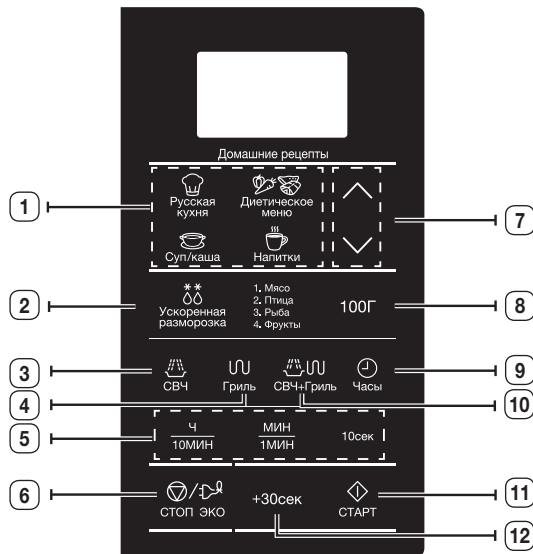 Домашние рецепты
1
Русская
кухня
Диетическое
меню
7
Суп/каша
Напитки
2
Ускоренная
разморозка
1. Мясо
2. Птица
3. Рыба
4. Фрукты
100Г
8
3
СВЧ
Гриль
СВЧ+Гриль
Часы
9
4
10
5
Ч
10МИН
МИН
1МИН
10сек
6
СТОП ЭКО
+30сек
СТАРТ
11
12